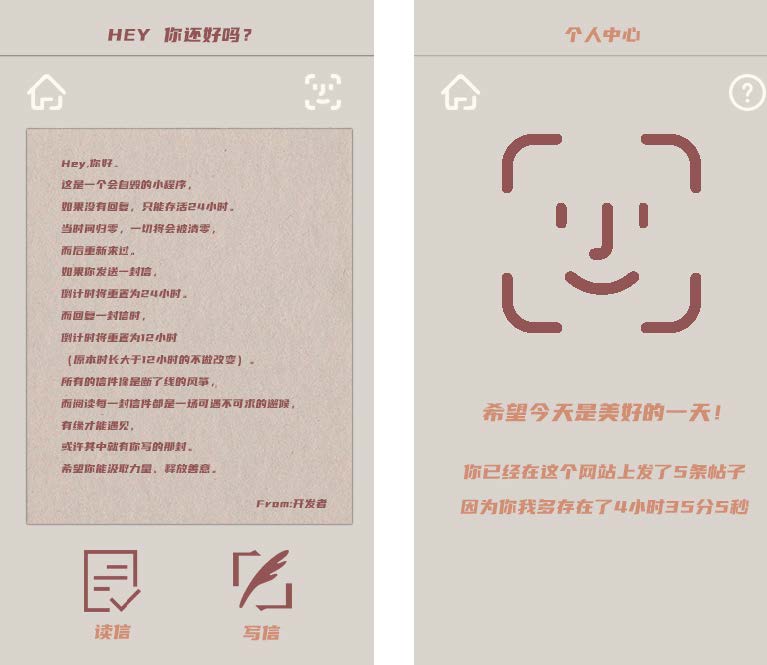 HEY 你还好吗？
Hey,你好。
这是一个会自毁的小程序，
如果没有回复，只能存活24小时。
当时间归零，一切将会被清零，
而后重新来过。
如果你发送一封信，
倒计时将重置为24小时。
而回复一封信时，
倒计时将重置为12小时
（原本时长大于12小时的不做改变）。
所有的信件像是断了线的风筝，
而阅读每一封信件都是一场可遇不可求的邂逅，
有缘才能遇见，
或许其中就有你写的那封。
希望你能汲取力量、释放善意。
From:开发者
读信
写信
个人中心
?
希望今天是美好的一天！
你已经在这个网站上发了5条帖子
因为你我多存在了4小时35分5秒